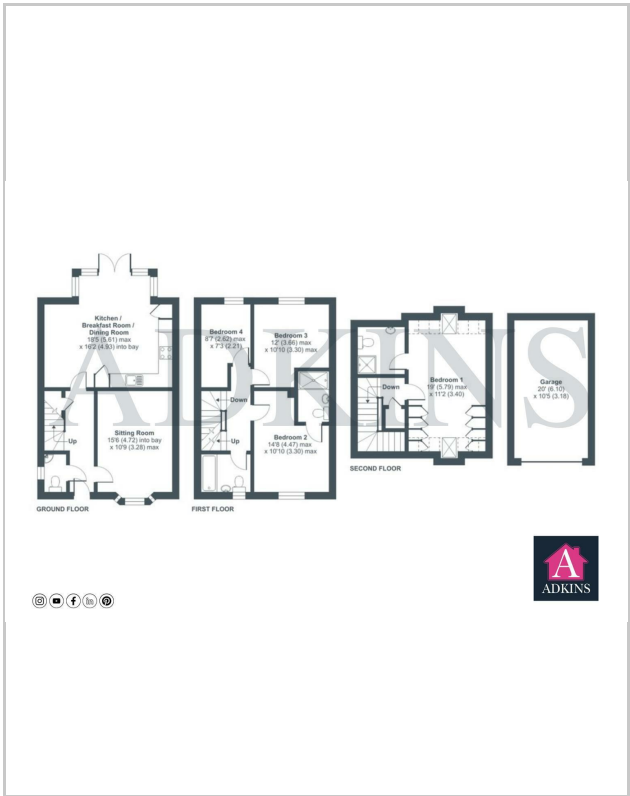 ADKINS
Kitchen /
Breakfast Room /
Dining Room
18'5 (5.61) max
x 16'2 (4.93) into bay
Up
Sitting Room
15'6 (4.72) into bay
x 10'9 (3.28) max
GROUND FLOOR
Bedroom 4
8'7 (2.62) max
x 7'3 (2.21)
Bedroom 3
12' (3.66) max
x 10'10 (3.30) max
Down
Up
Bedroom 2
14'8 (4.47) max
x 10'10 (3.30) max
FIRST FLOOR
Down
Bedroom 1
19' (5.79) max
x 11'2 (3.40)
SECOND FLOOR
Garage
20' (6.10)
x 10'5 (3.18)
A
ADKINS